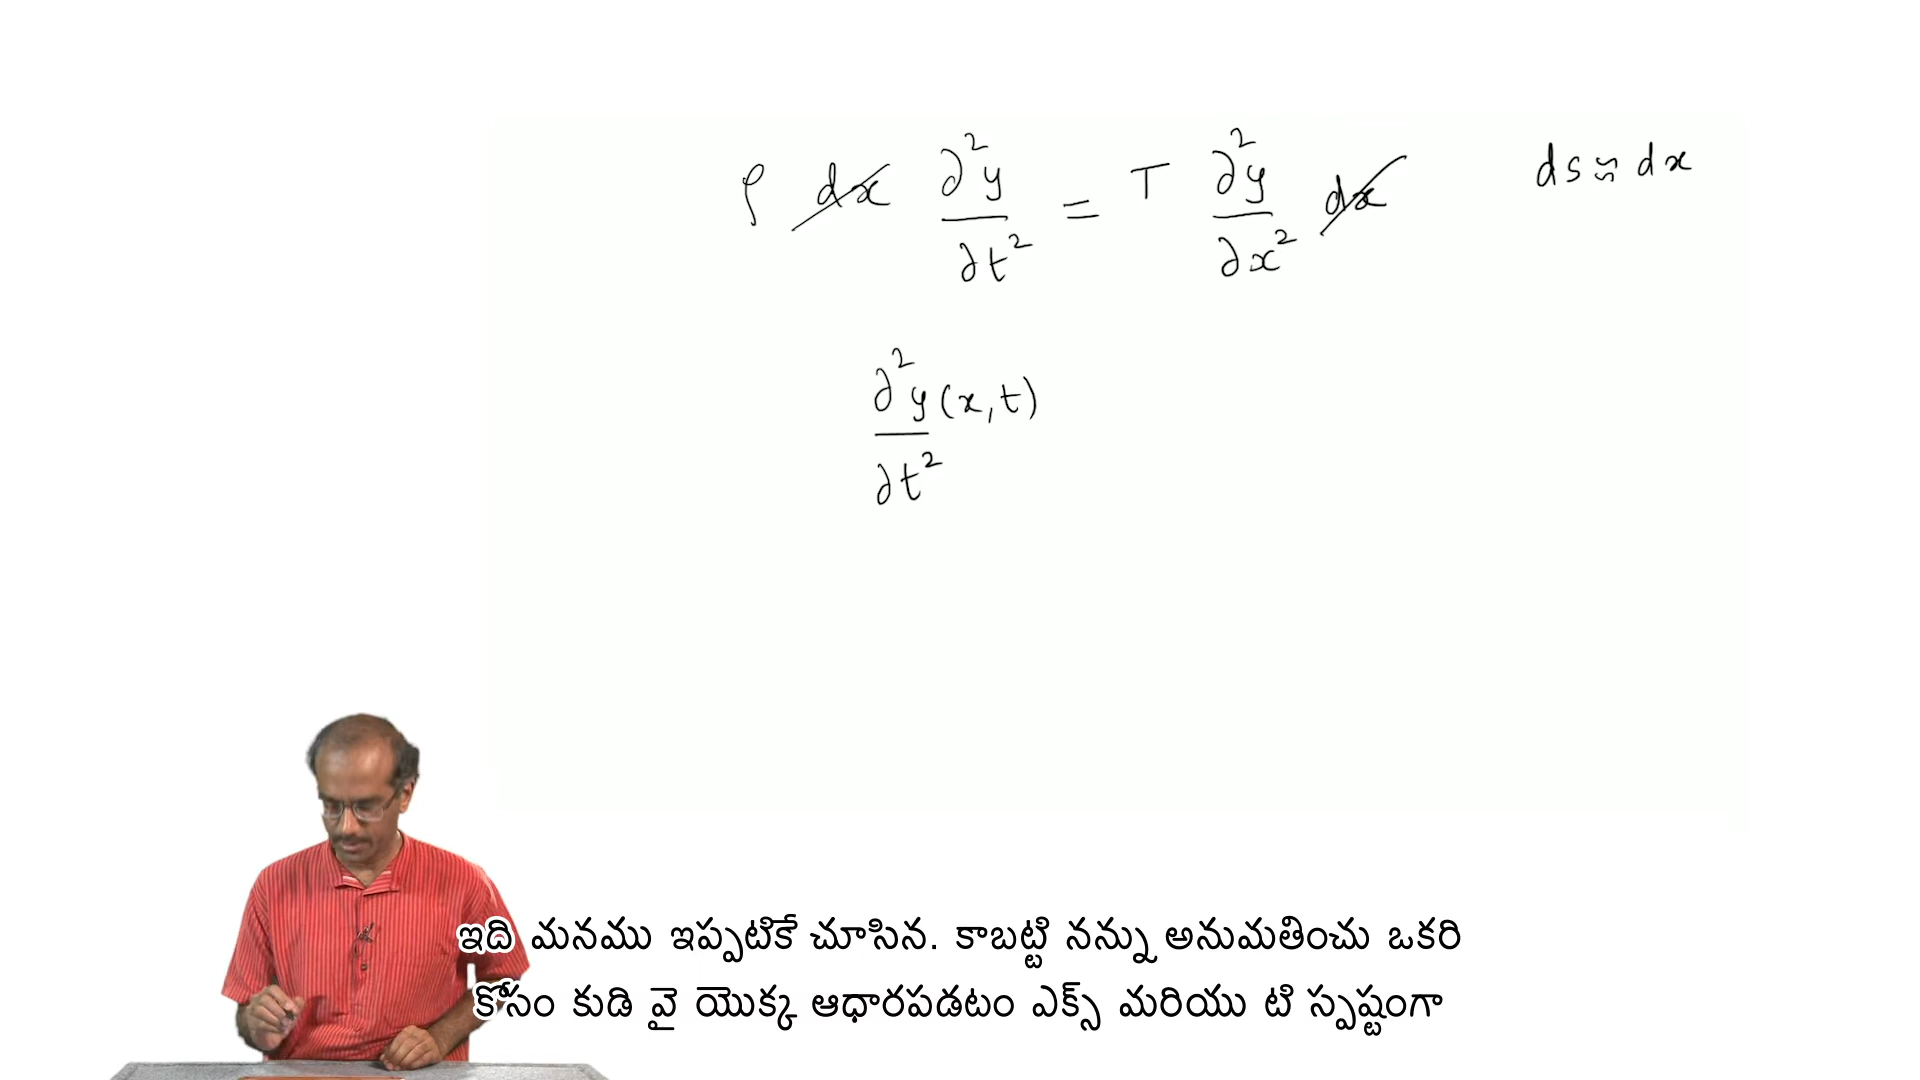 ρ dx ∂²y/∂t² = T ∂²y/∂x² dx ds ≈ dx
∂²y(x,t)/∂t²
ఇది మనము ఇప్పటికే చూసిన. కాబట్టి నన్ను అనుమతించు ఒకరి
కోసం కుడి వై యొక్క ఆధారపడటం ఎక్స్ మరియు టి స్పష్టంగా